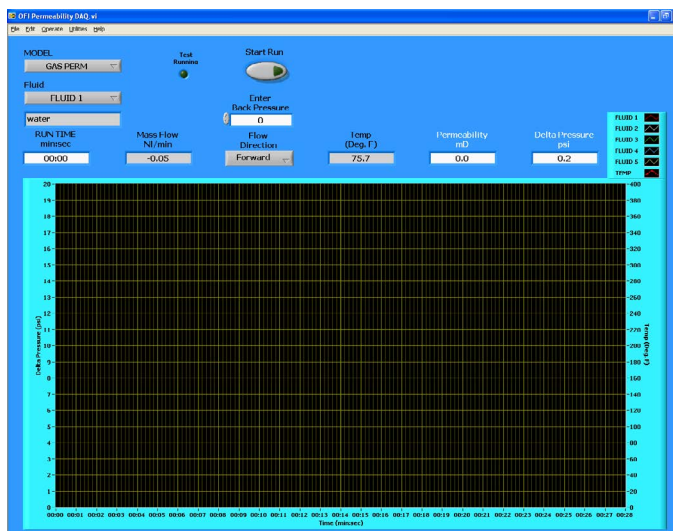 OFI Permeability DAQ.vi
File Edit Operate Utilities Help
MODEL
GAS PERM
Fluid
FLUID 1
water
Test
Running
Start Run
Enter
Back Pressure
0
RUN TIME
min:sec
00:00
Mass Flow
Nl/min
-0.05
Flow
Direction
Forward
Temp
(Deg. F)
75.7
Permeability
mD
0.0
Delta Pressure
psi
0.2
FLUID 1
FLUID 2
FLUID 3
FLUID 4
FLUID 5
TEMP
Delta Pressure (psi)
20
19
18
17
16
15
14
13
12
11
10
9
8
7
6
5
4
3
2
1
0
400
380
360
340
320
300
280
260
240
220
200
180
160
140
120
100
80
60
40
20
0
Temp (Deg. F)
00:00 00:01 00:02 00:03 00:04 00:05 00:06 00:07 00:08 00:09 00:10 00:11 00:12 00:13 00:14 00:15 00:16 00:17 00:18 00:19 00:20 00:21 00:22 00:23 00:24 00:25 00:26 00:27 00:28
Time (min:sec)